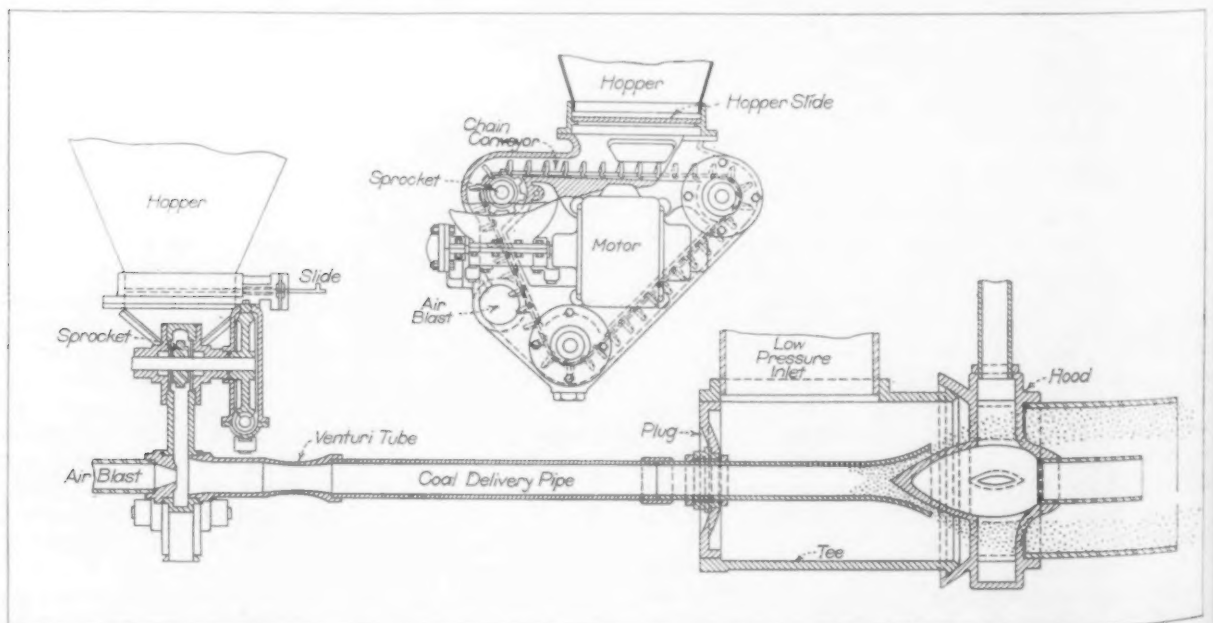 Hopper
Hopper Slide
Chain
Conveyor
Sprocket
Motor
Air
Blast
Hopper
Slide
Sprocket
Air Blast
Venturi Tube
Coal Delivery Pipe
Low
Pressure
Inlet
Plug
Hood
Tee